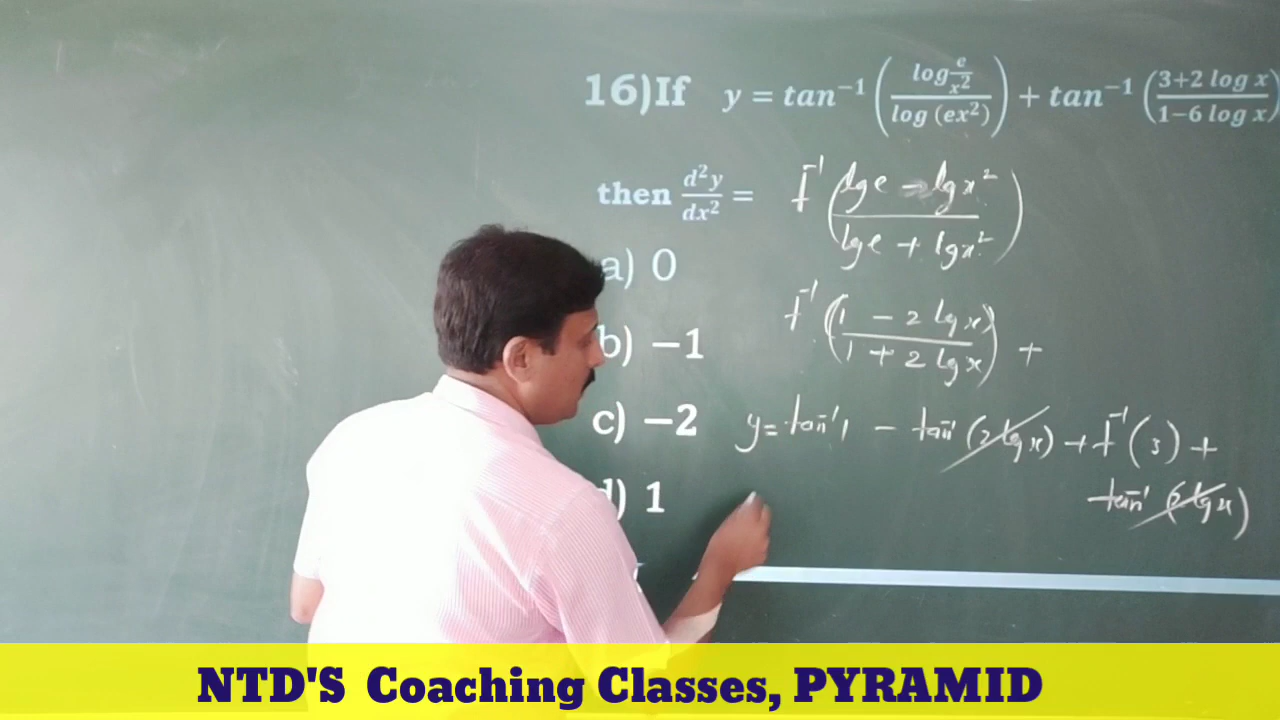 16)If y = tan⁻¹ (log e/x² / log (ex²)) + tan⁻¹ (3+2 log x / 1−6 log x)
then d²y/dx² =
f⁻¹ (lg e − lg x² / lg e + lg x²)
a) 0
f⁻¹ (1 − 2 lg x / 1 + 2 lg x) +
b) −1
c) −2
y = tan⁻¹ 1 − tan⁻¹ (2 lg x) + f⁻¹ (3) +
tan⁻¹ (2 lg x)
d) 1
NTD'S Coaching Classes, PYRAMID